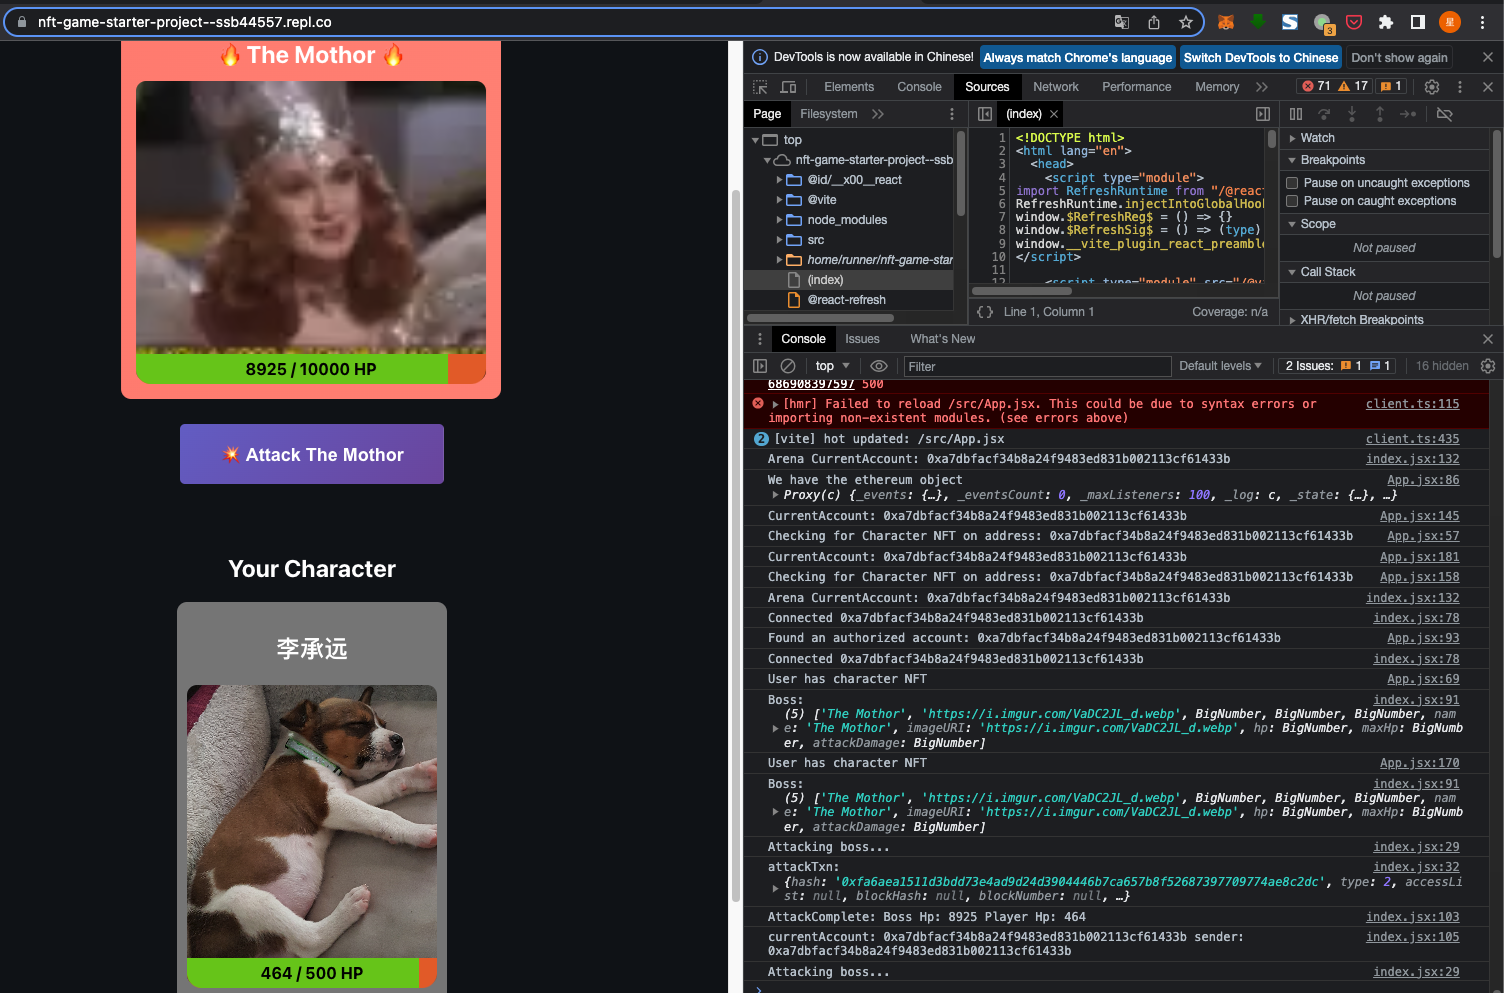 nft-game-starter-project--ssb44557.repl.co
3
星
🔥 The Mothor 🔥
8925 / 10000 HP
💥 Attack The Mothor
Your Character
李承远
464 / 500 HP
DevTools is now available in Chinese!
Always match Chrome's language
Switch DevTools to Chinese
Don't show again
Elements
Console
Sources
Network
Performance
Memory
71
17
1
Page
Filesystem
top
nft-game-starter-project--ssb
@id/__x00__react
@vite
node_modules
src
home/runner/nft-game-star
(index)
@react-refresh
(index)
1 <!DOCTYPE html>
2 <html lang="en">
3 <head>
4 <script type="module">
5 import RefreshRuntime from "/@reac
6 RefreshRuntime.injectIntoGlobalHoo
7 window.$RefreshReg$ = () => {}
8 window.$RefreshSig$ = () => (type)
9 window.__vite_plugin_react_preamble
10 </script>
11
12 <script type="module" src="/@v
{ } Line 1, Column 1
Coverage: n/a
Watch
Breakpoints
Pause on uncaught exceptions
Pause on caught exceptions
Scope
Not paused
Call Stack
Not paused
XHR/fetch Breakpoints
Console
Issues
What's New
top
Filter
Default levels
2 Issues:
1
1
16 hidden
686908397597 500
[hmr] Failed to reload /src/App.jsx. This could be due to syntax errors or client.ts:115
importing non-existent modules. (see errors above)
2 [vite] hot updated: /src/App.jsx client.ts:435
Arena CurrentAccount: 0xa7dbfacf34b8a24f9483ed831b002113cf61433b index.jsx:132
We have the ethereum object App.jsx:86
Proxy(c) {_events: {…}, _eventsCount: 0, _maxListeners: 100, _log: c, _state: {…}, …}
CurrentAccount: 0xa7dbfacf34b8a24f9483ed831b002113cf61433b App.jsx:145
Checking for Character NFT on address: 0xa7dbfacf34b8a24f9483ed831b002113cf61433b App.jsx:57
CurrentAccount: 0xa7dbfacf34b8a24f9483ed831b002113cf61433b App.jsx:181
Checking for Character NFT on address: 0xa7dbfacf34b8a24f9483ed831b002113cf61433b App.jsx:158
Arena CurrentAccount: 0xa7dbfacf34b8a24f9483ed831b002113cf61433b index.jsx:132
Connected 0xa7dbfacf34b8a24f9483ed831b002113cf61433b index.jsx:78
Found an authorized account: 0xa7dbfacf34b8a24f9483ed831b002113cf61433b App.jsx:93
Connected 0xa7dbfacf34b8a24f9483ed831b002113cf61433b index.jsx:78
User has character NFT App.jsx:69
Boss: index.jsx:91
(5) ['The Mothor', 'https://i.imgur.com/VaDC2JL_d.webp', BigNumber, BigNumber, BigNumber, nam
e: 'The Mothor', imageURI: 'https://i.imgur.com/VaDC2JL_d.webp', hp: BigNumber, maxHp: BigNumb
er, attackDamage: BigNumber]
User has character NFT App.jsx:170
Boss: index.jsx:91
(5) ['The Mothor', 'https://i.imgur.com/VaDC2JL_d.webp', BigNumber, BigNumber, BigNumber, nam
e: 'The Mothor', imageURI: 'https://i.imgur.com/VaDC2JL_d.webp', hp: BigNumber, maxHp: BigNumb
er, attackDamage: BigNumber]
Attacking boss... index.jsx:29
attackTxn: index.jsx:32
{hash: '0xfa6aea1511d3bdd73e4ad9d24d3904446b7ca657b8f52687397709774ae8c2dc', type: 2, accessLi
st: null, blockHash: null, blockNumber: null, …}
AttackComplete: Boss Hp: 8925 Player Hp: 464 index.jsx:103
currentAccount: 0xa7dbfacf34b8a24f9483ed831b002113cf61433b sender: index.jsx:105
0xa7dbfacf34b8a24f9483ed831b002113cf61433b
Attacking boss... index.jsx:29